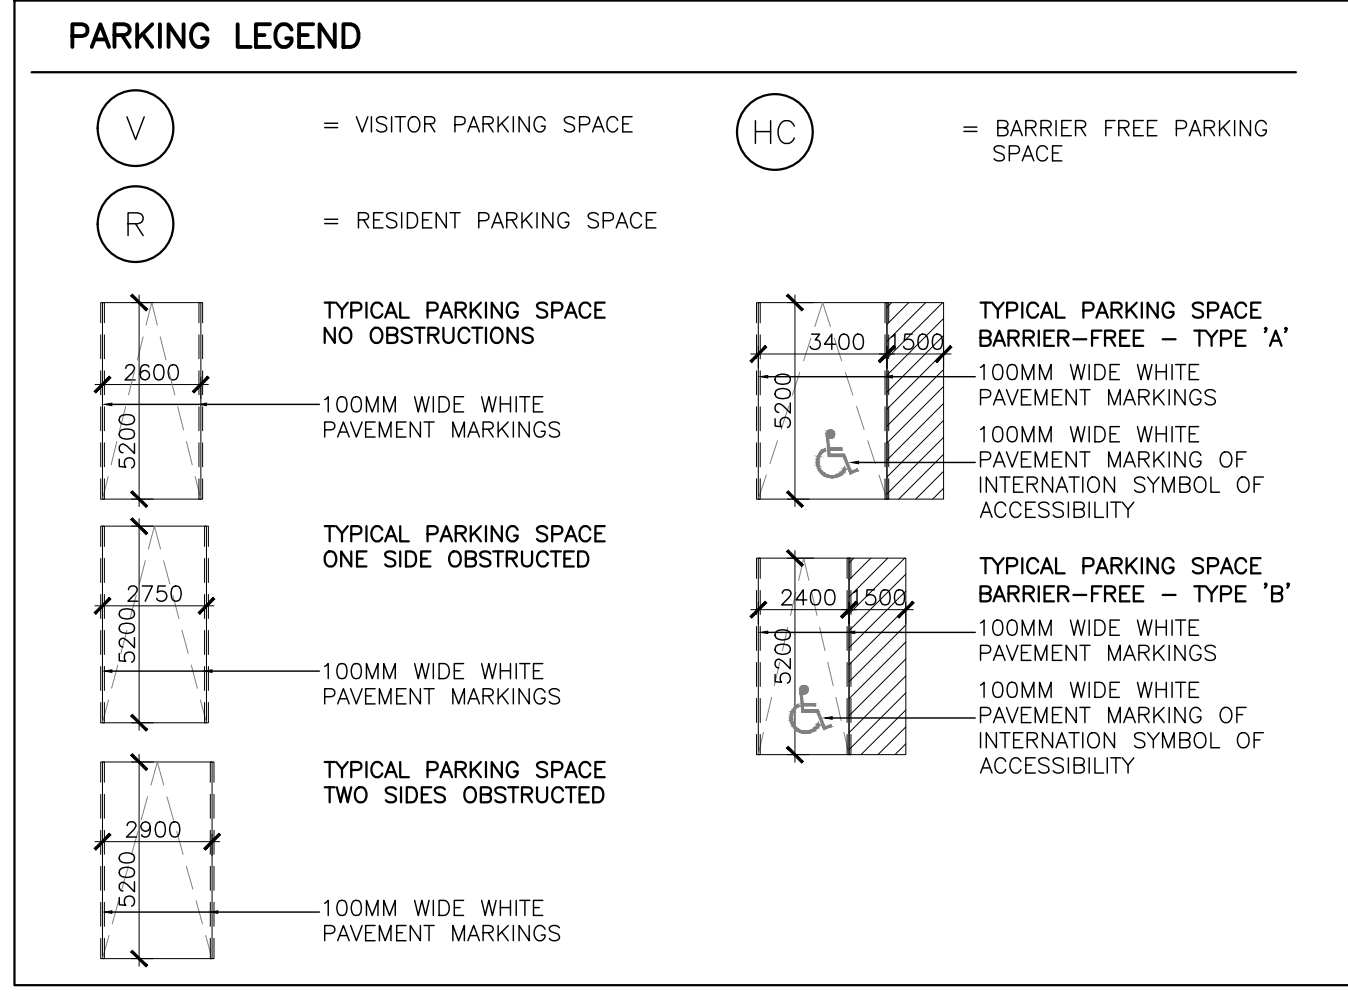 PARKING LEGEND
V
= VISITOR PARKING SPACE
R
= RESIDENT PARKING SPACE
HC
= BARRIER FREE PARKING
SPACE
TYPICAL PARKING SPACE
NO OBSTRUCTIONS
2600
5200
100MM WIDE WHITE
PAVEMENT MARKINGS
TYPICAL PARKING SPACE
ONE SIDE OBSTRUCTED
2750
5200
100MM WIDE WHITE
PAVEMENT MARKINGS
TYPICAL PARKING SPACE
TWO SIDES OBSTRUCTED
2900
5200
100MM WIDE WHITE
PAVEMENT MARKINGS
TYPICAL PARKING SPACE
BARRIER-FREE - TYPE 'A'
3400
1500
5200
100MM WIDE WHITE
PAVEMENT MARKINGS
100MM WIDE WHITE
PAVEMENT MARKING OF
INTERNATION SYMBOL OF
ACCESSIBILITY
TYPICAL PARKING SPACE
BARRIER-FREE - TYPE 'B'
2400
1500
5200
100MM WIDE WHITE
PAVEMENT MARKINGS
100MM WIDE WHITE
PAVEMENT MARKING OF
INTERNATION SYMBOL OF
ACCESSIBILITY